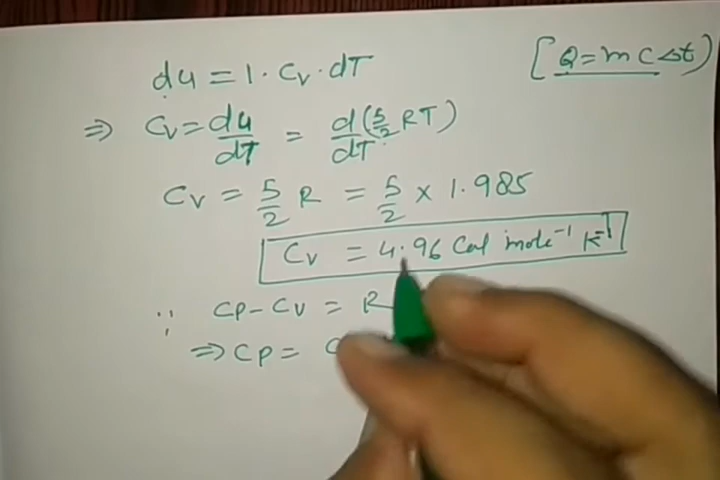 du = 1 · Cv · dT
[Q = m c Δt)
⇒ Cv = du/dT = d(5/2 RT)/dT
Cv = 5/2 R = 5/2 × 1.985
Cv = 4.96 Cal mole⁻¹ K⁻¹
∵ Cp - Cv = R
⇒ Cp =